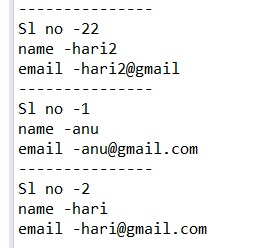 ---------------
Sl no -22
name -hari2
email -hari2@gmail
---------------
Sl no -1
name -anu
email -anu@gmail.com
---------------
Sl no -2
name -hari
email -hari@gmail.com